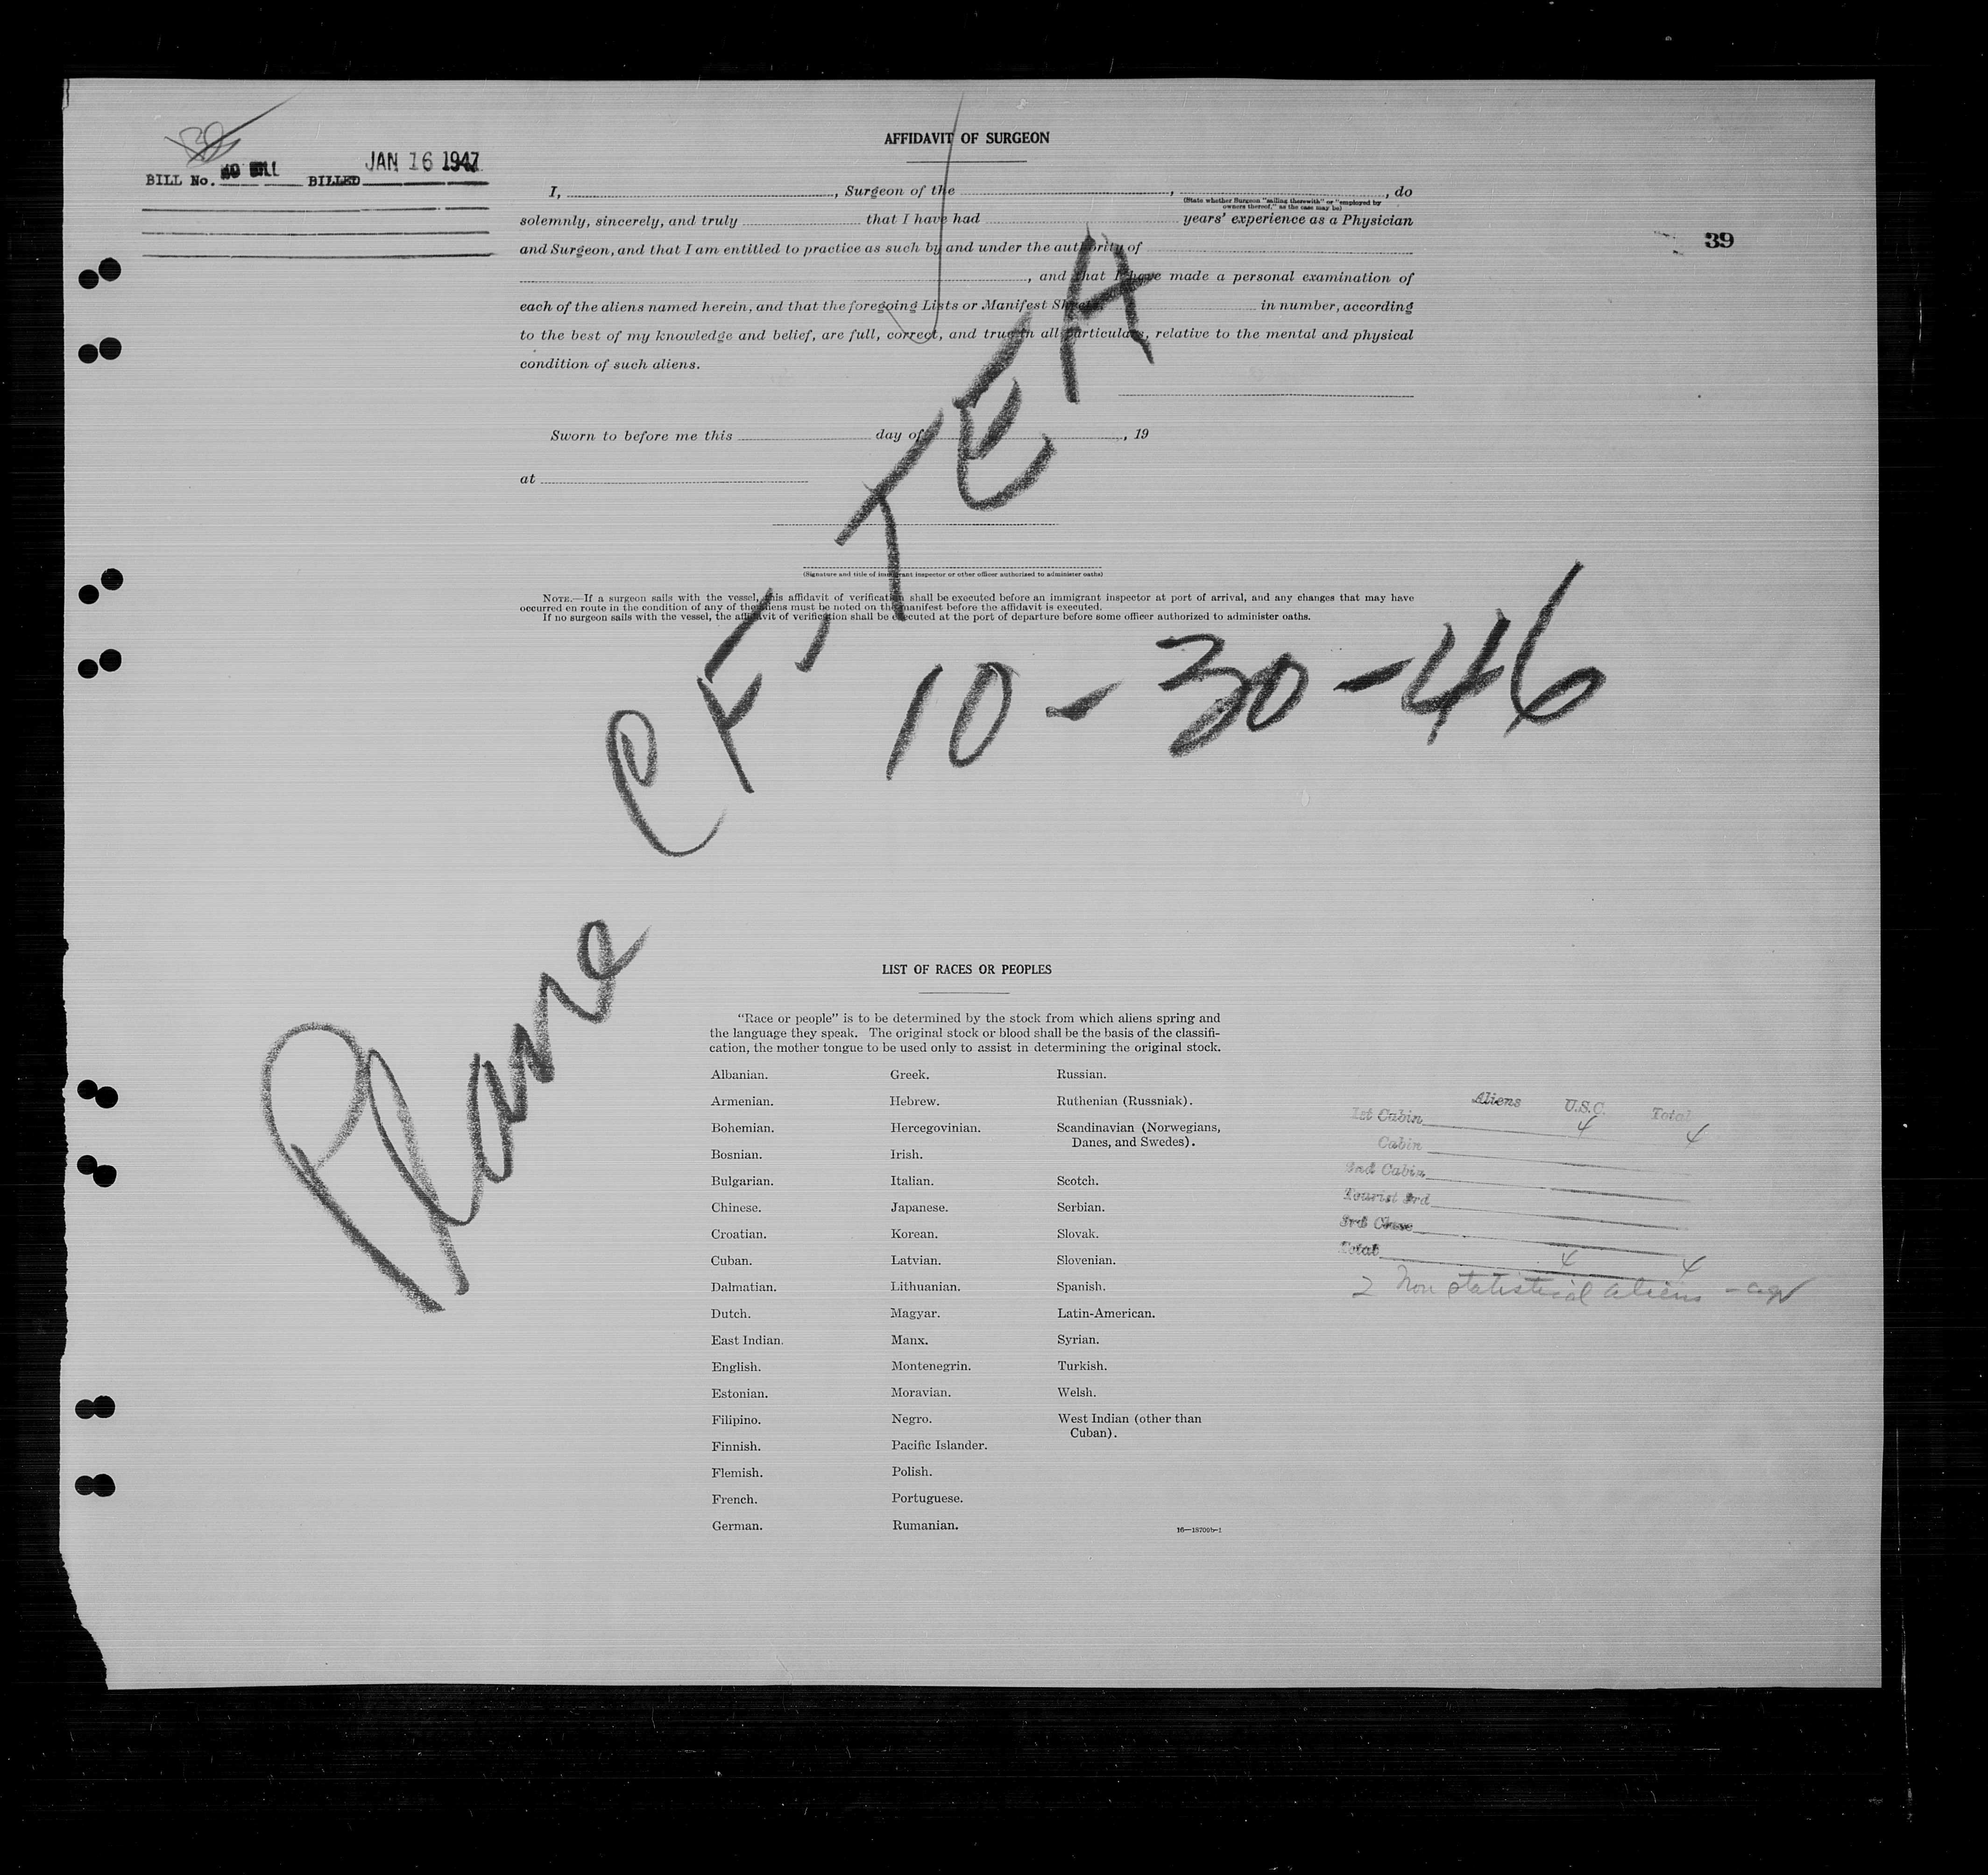 AFFIDAVIT OF SURGEON
BILL No. NO BILL BILLED JAN 16 1947
39
I, , Surgeon of the , , do
(State whether Surgeon "sailing therewith" or "employed by
owners thereof," as the case may be)
solemnly, sincerely, and truly that I have had years' experience as a Physician
and Surgeon, and that I am entitled to practice as such by and under the authority of
, and that I have made a personal examination of
each of the aliens named herein, and that the foregoing Lists or Manifest Sheets, in number, according
to the best of my knowledge and belief, are full, correct, and true in all particulars, relative to the mental and physical
condition of such aliens.
Sworn to before me this day of , 19
at
(Signature and title of immigrant inspector or other officer authorized to administer oaths)
NOTE.—If a surgeon sails with the vessel, this affidavit of verification shall be executed before an immigrant inspector at port of arrival, and any changes that may have
occurred en route in the condition of any of the aliens must be noted on the manifest before the affidavit is executed.
If no surgeon sails with the vessel, the affidavit of verification shall be executed at the port of departure before some officer authorized to administer oaths.
Plane CF-TEA
10-30-46
LIST OF RACES OR PEOPLES
"Race or people" is to be determined by the stock from which aliens spring and
the language they speak. The original stock or blood shall be the basis of the classifi-
cation, the mother tongue to be used only to assist in determining the original stock.
Albanian. Greek. Russian.
Armenian. Hebrew. Ruthenian (Russniak).
Bohemian. Hercegovinian. Scandinavian (Norwegians,
Danes, and Swedes).
Bosnian. Irish.
Bulgarian. Italian. Scotch.
Chinese. Japanese. Serbian.
Croatian. Korean. Slovak.
Cuban. Latvian. Slovenian.
Dalmatian. Lithuanian. Spanish.
Dutch. Magyar. Latin-American.
East Indian. Manx. Syrian.
English. Montenegrin. Turkish.
Estonian. Moravian. Welsh.
Filipino. Negro. West Indian (other than
Cuban).
Finnish. Pacific Islander.
Flemish. Polish.
French. Portuguese.
German. Rumanian.
16—18709b-1
Aliens U.S.C. Total
1st Cabin 4 4
Cabin
2nd Cabin
Tourist 3rd
3rd Class
Total 4 4
2 Non statistical aliens -